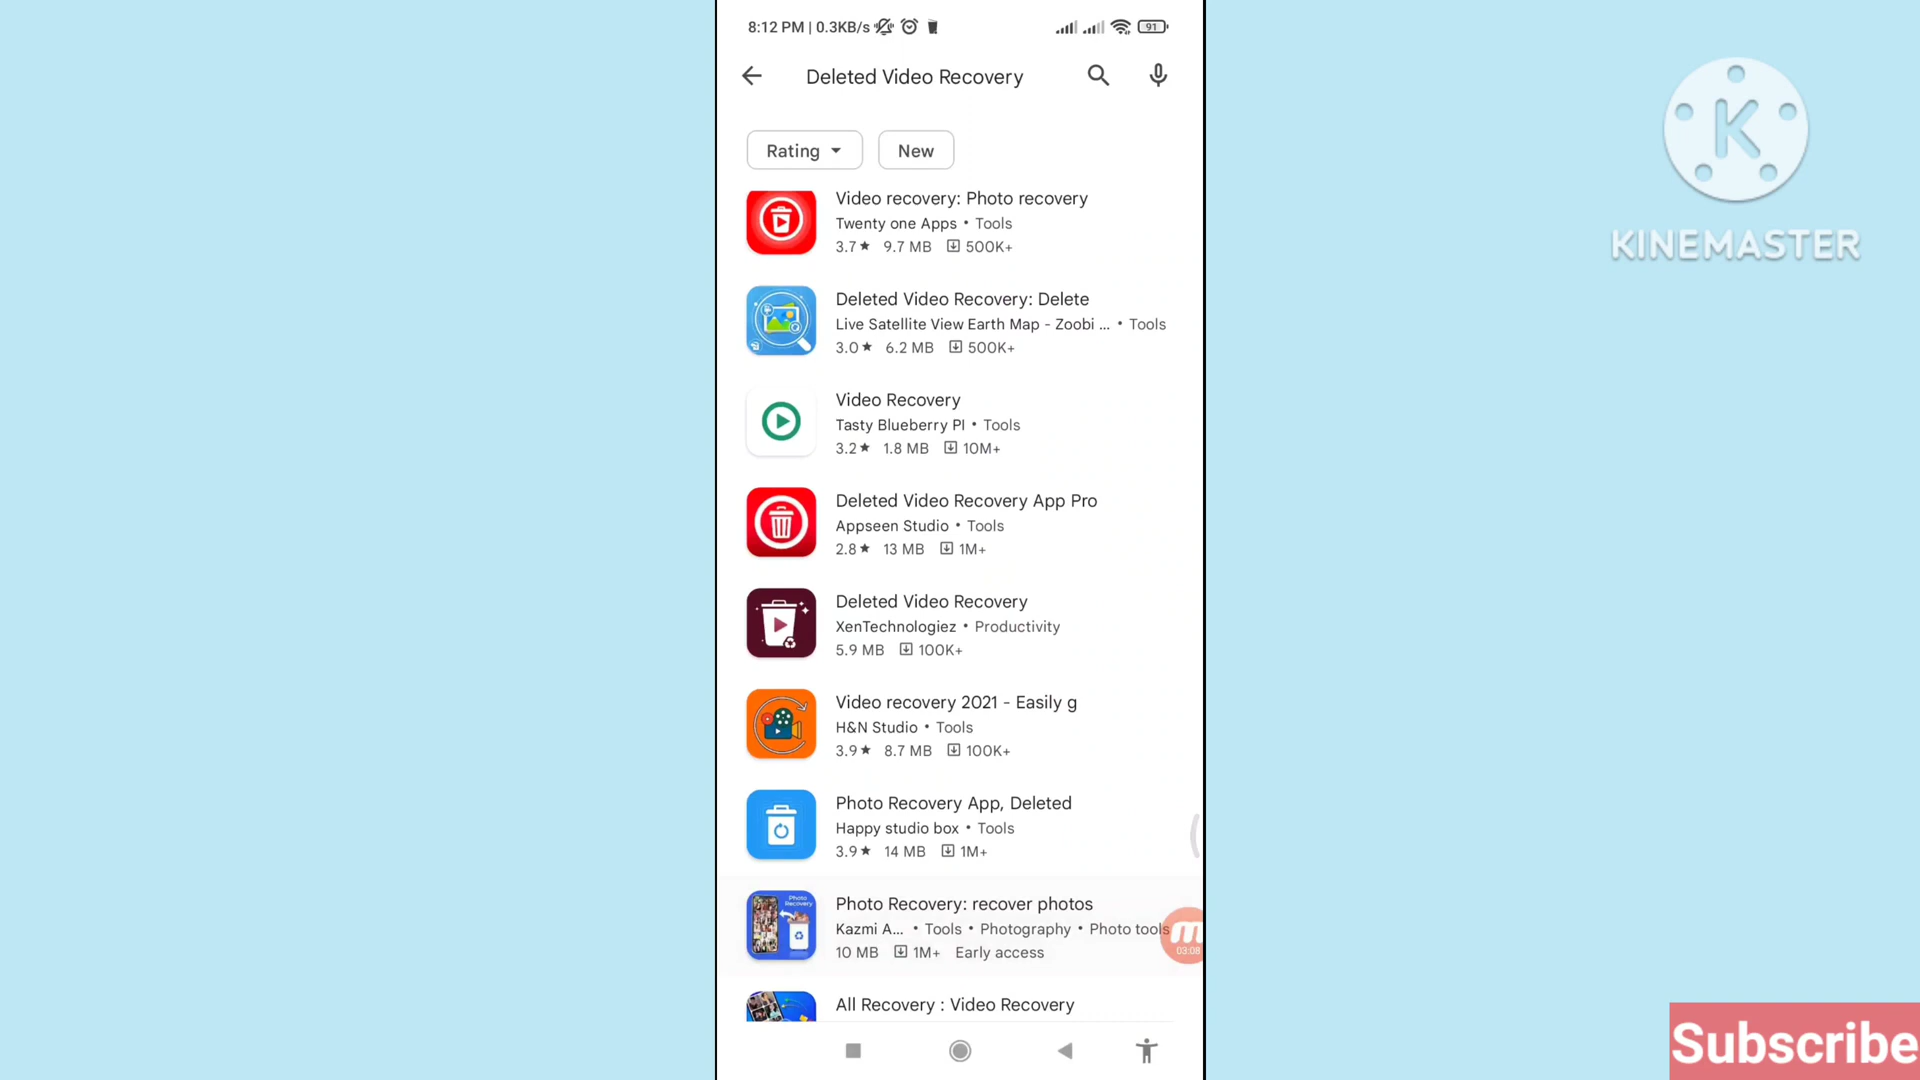 8:12 PM | 0.3KB/s
91
Deleted Video Recovery
Rating
New
Video recovery: Photo recovery
Twenty one Apps • Tools
3.7★ 9.7 MB 500K+
Deleted Video Recovery: Delete
Live Satellite View Earth Map - Zoobi ... • Tools
3.0★ 6.2 MB 500K+
Video Recovery
Tasty Blueberry PI • Tools
3.2★ 1.8 MB 10M+
Deleted Video Recovery App Pro
Appseen Studio • Tools
2.8★ 13 MB 1M+
Deleted Video Recovery
XenTechnologiez • Productivity
5.9 MB 100K+
Video recovery 2021 - Easily g
H&N Studio • Tools
3.9★ 8.7 MB 100K+
Photo Recovery App, Deleted
Happy studio box • Tools
3.9★ 14 MB 1M+
Photo Recovery
Photo Recovery: recover photos
Kazmi A... • Tools • Photography • Photo tools
10 MB 1M+ Early access
03:08
All Recovery : Video Recovery
K
KINEMASTER
Subscribe